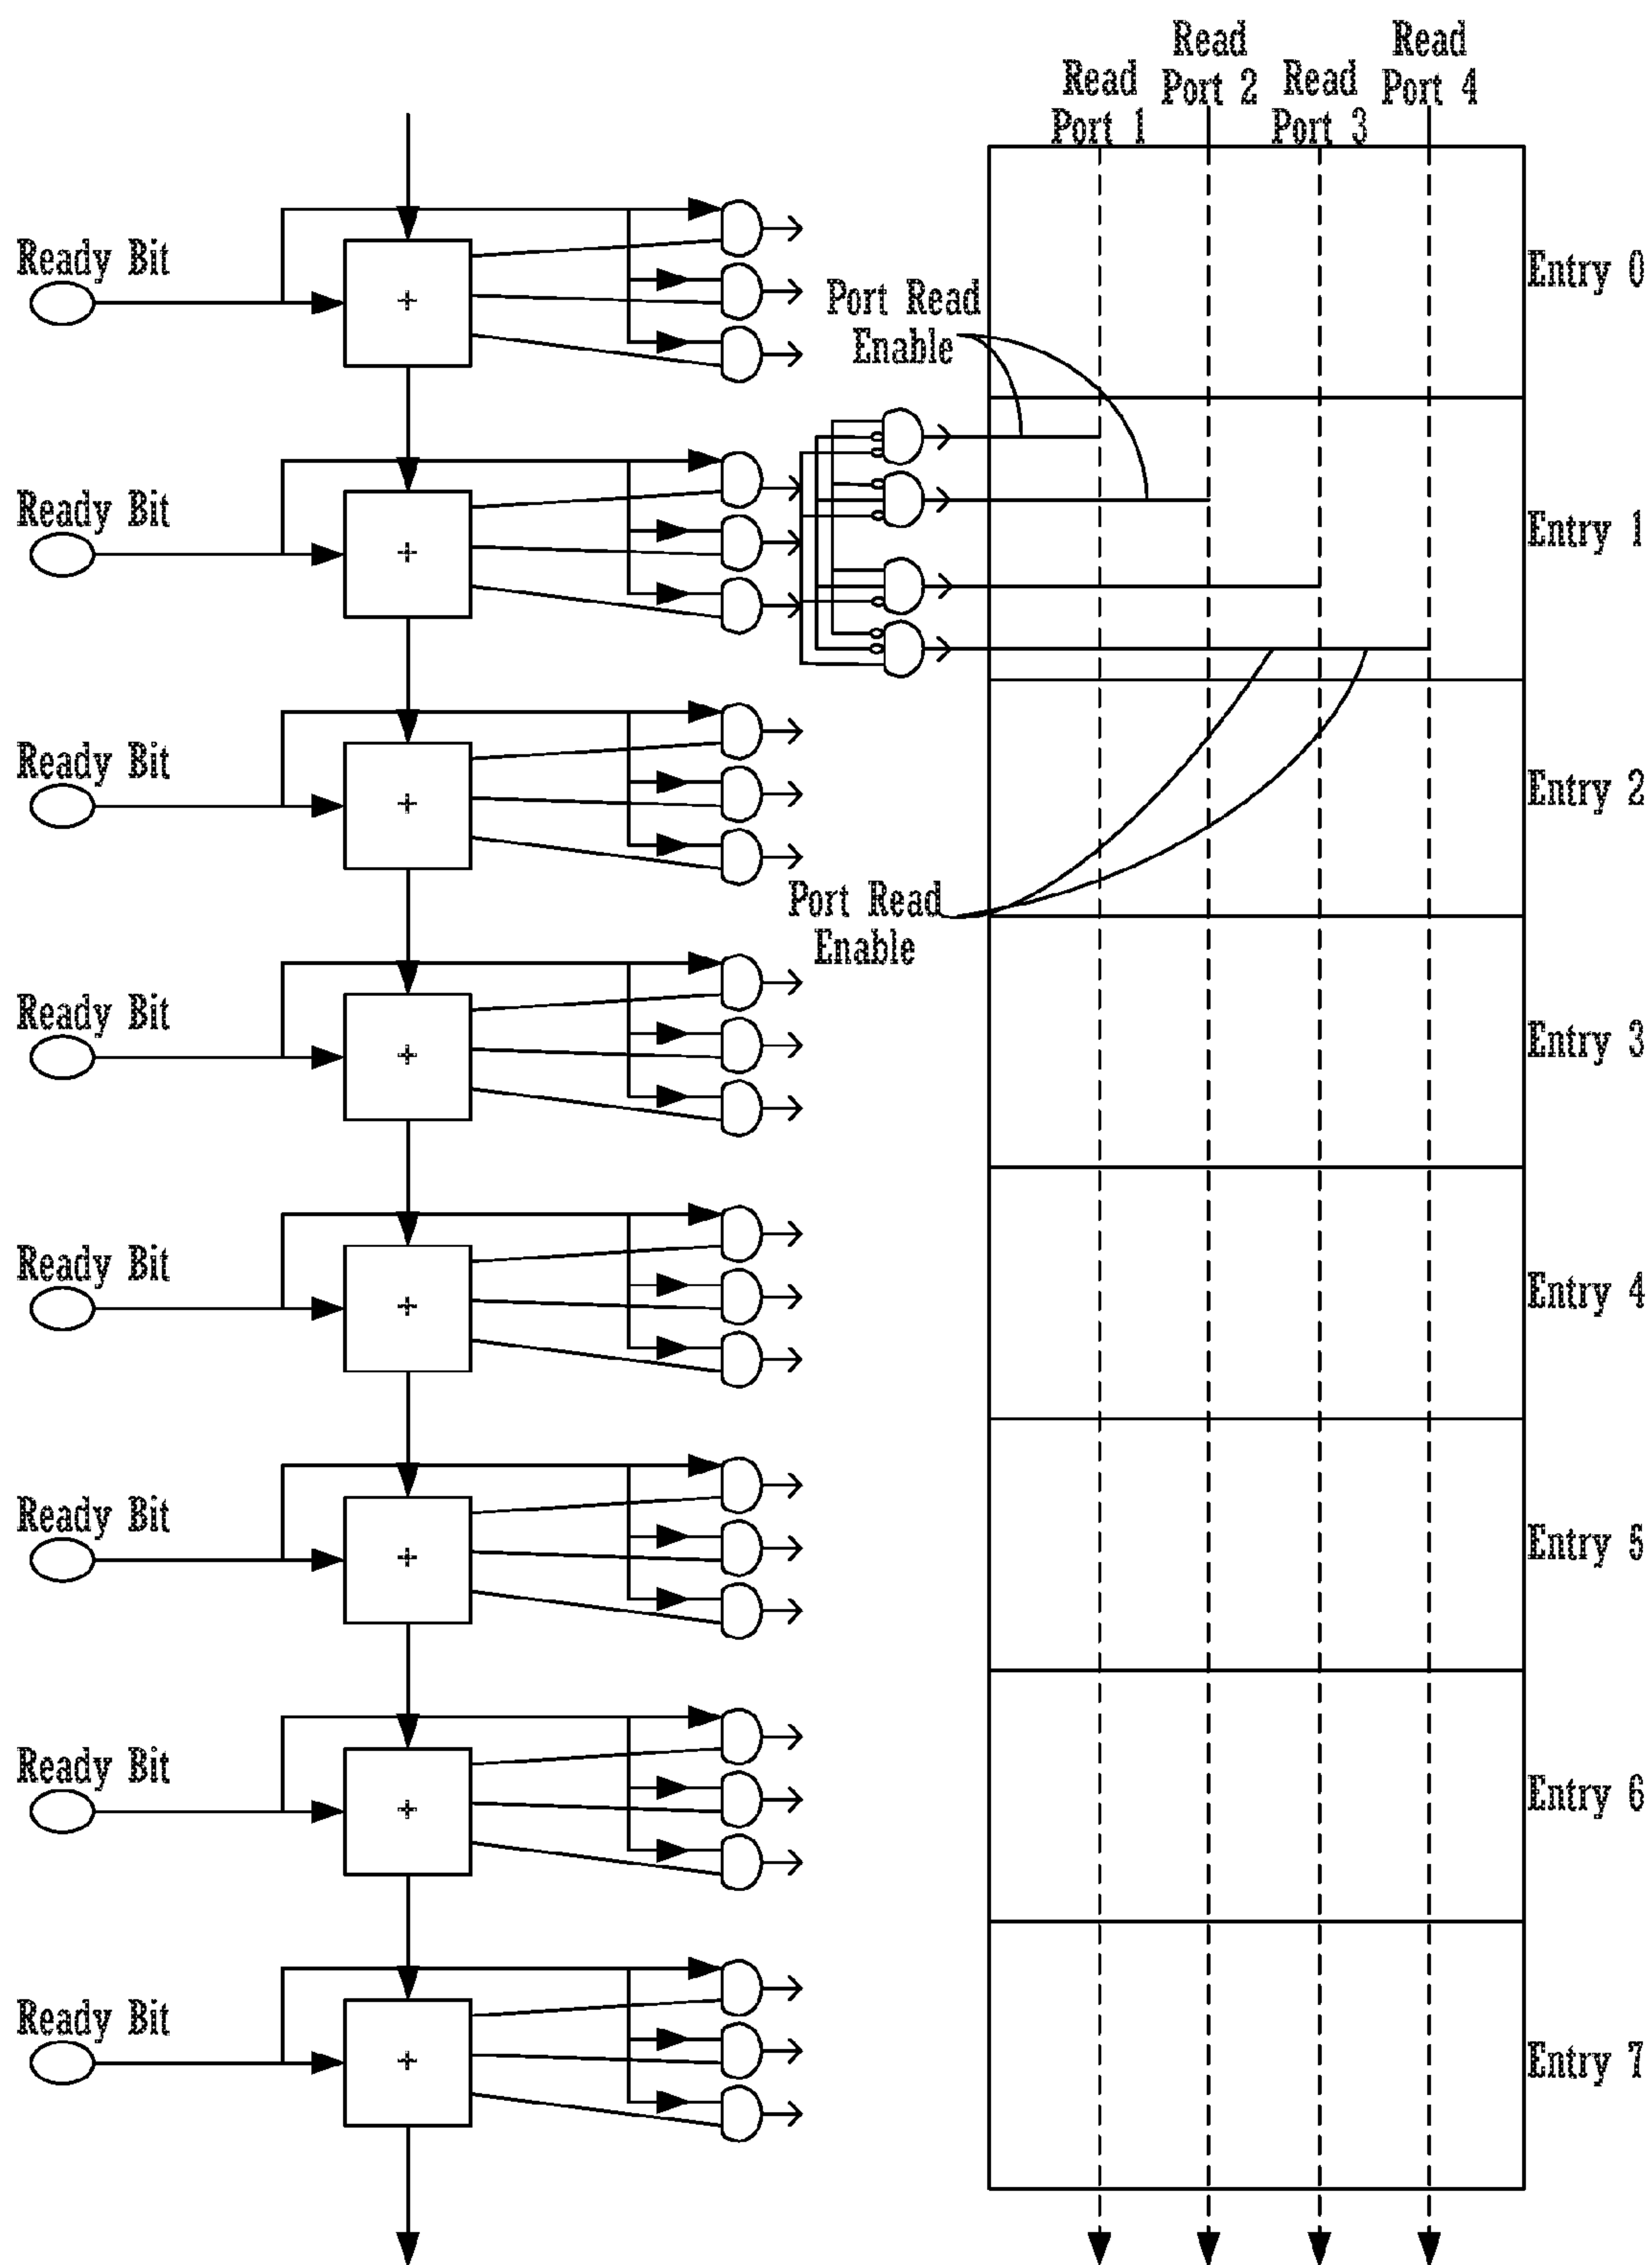 Read
Port 1
Read
Port 2
Read
Port 3
Read
Port 4
Ready Bit
+
Entry 0
Port Read
Enable
Ready Bit
+
Entry 1
Ready Bit
+
Entry 2
Port Read
Enable
Ready Bit
+
Entry 3
Ready Bit
+
Entry 4
Ready Bit
+
Entry 5
Ready Bit
+
Entry 6
Ready Bit
+
Entry 7